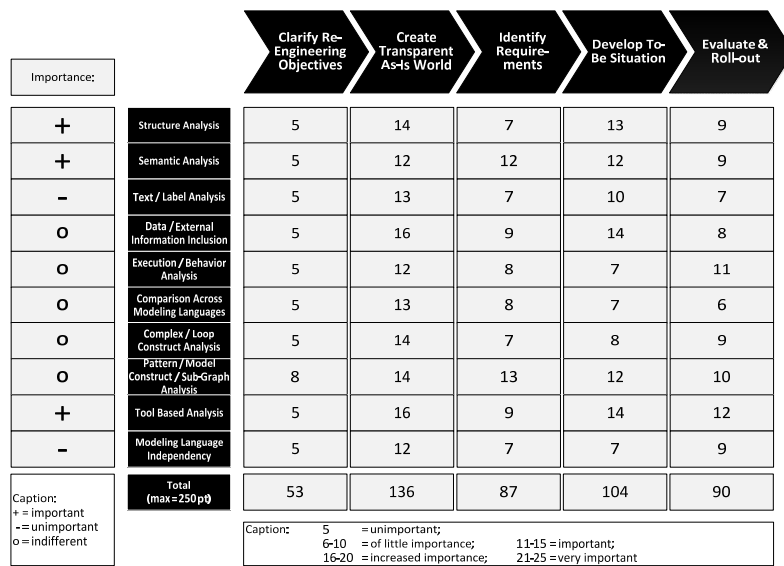 Clarify Re-
Engineering
Objectives
Create
Transparent
As-Is World
Identify
Require-
ments
Develop To-
Be Situation
Evaluate &
Roll-out
Importance:
+ Structure Analysis 5 14 7 13 9
+ Semantic Analysis 5 12 12 12 9
- Text / Label Analysis 5 13 7 10 7
o Data / External
Information Inclusion 5 16 9 14 8
o Execution / Behavior
Analysis 5 12 8 7 11
o Comparison Across
Modeling Languages 5 13 8 7 6
o Complex / Loop
Construct Analysis 5 14 7 8 9
o Pattern / Model
Construct / Sub-Graph
Analysis 8 14 13 12 10
+ Tool Based Analysis 5 16 9 14 12
- Modeling Language
Independency 5 12 7 7 9
Total
(max=250 pt) 53 136 87 104 90
Caption:
+ = important
- = unimportant
o = indifferent
Caption: 5 = unimportant;
6-10 = of little importance; 11-15 = important;
16-20 = increased importance; 21-25 = very important